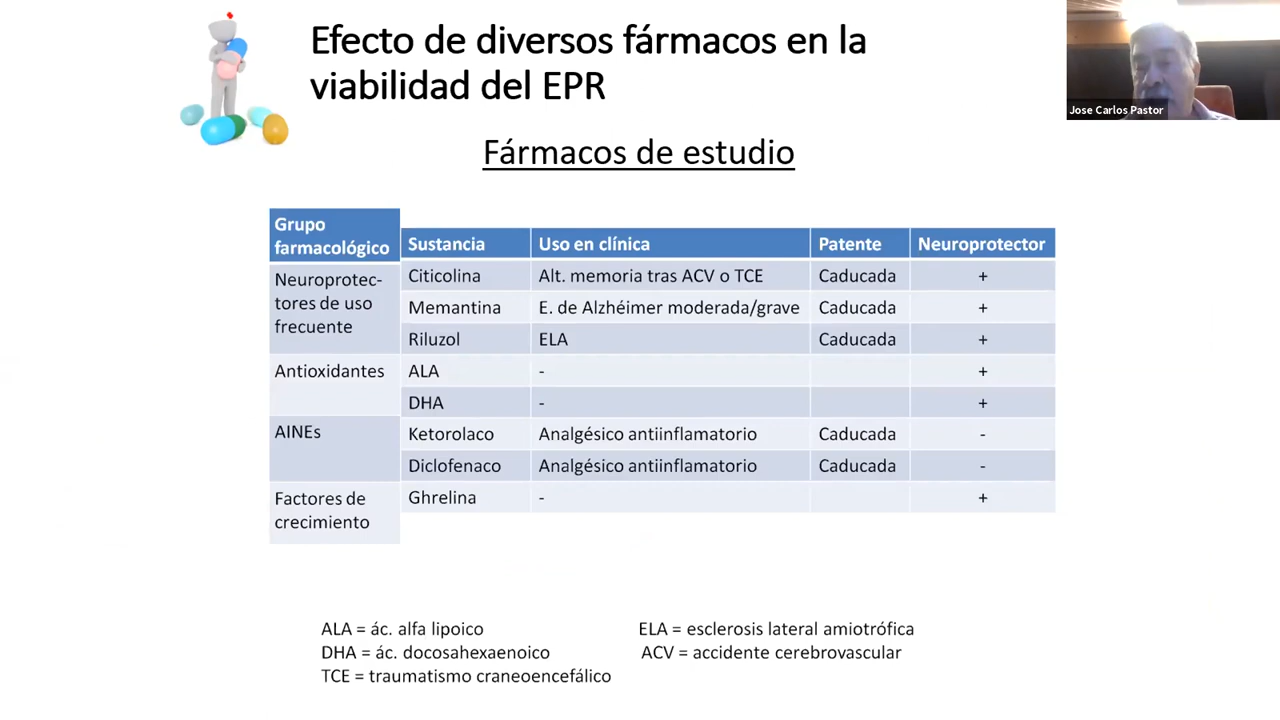 Efecto de diversos fármacos en la
viabilidad del EPR
Jose Carlos Pastor
Fármacos de estudio
Grupo
farmacológico
Sustancia Uso en clínica Patente Neuroprotector
Neuroprotec-
tores de uso
frecuente
Citicolina Alt. memoria tras ACV o TCE Caducada +
Memantina E. de Alzhéimer moderada/grave Caducada +
Riluzol ELA Caducada +
Antioxidantes
ALA - +
DHA - +
AINEs
Ketorolaco Analgésico antiinflamatorio Caducada -
Diclofenaco Analgésico antiinflamatorio Caducada -
Factores de
crecimiento
Ghrelina - +
ALA = ác. alfa lipoico
DHA = ác. docosahexaenoico
TCE = traumatismo craneoencefálico
ELA = esclerosis lateral amiotrófica
ACV = accidente cerebrovascular